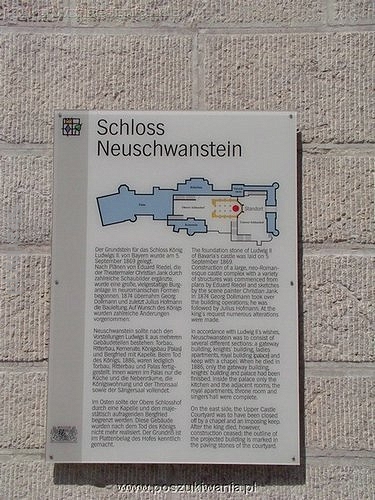 Schloss
Neuschwanstein
Standort
Der Grundstein für das Schloß König
Ludwigs II. von Bayern wurde am 5.
September 1869 gelegt.
Nach Plänen von Eduard Riedel, die
der Theatermaler Christian Jank durch
zahlreiche Schaubilder ergänzte,
wurde eine große, vielgestaltige Burg-
anlage in neuromanischen Formen
begonnen. 1874 übernahm Georg
Dollmann und zuletzt Julius Hofmann
die Bauleitung. Auf Wunsch des Königs
wurden zahlreiche Änderungen
vorgenommen.
Neuschwanstein sollte nach den
Vorstellungen Ludwigs II. aus mehreren
Gebäudeteilen bestehen: Torbau,
Ritterbau, Kemenate, Königsbau (Palas)
und Bergfried mit Kapelle. Beim Tod
des Königs, 1886, waren lediglich
Torbau, Ritterbau und Palas fertig-
gestellt. Innen waren im Palas nur die
Küche und die Nebenräume, die
Königswohnung und der Thronsaal
sowie der Sängersaal vollendet.
Im Osten sollte der Obere Schlosshof
durch eine Kapelle und den maje-
stätisch aufragenden Bergfried
begrenzt werden. Diese Gebäude
wurden nach dem Tod des Königs
nicht mehr realisiert. Der Grundriß ist
im Plattenbelag des Hofes kenntlich
gemacht.
The foundation stone of Ludwig II
of Bavaria's castle was laid on 5
September 1869.
Construction of a large, neo-Roman-
esque castle complex with a variety
of structures was commenced from
plans by Eduard Riedel and sketches
by the scene painter Christian Jank.
In 1874 Georg Dollmann took over
the building operations; he was
followed by Julius Hofmann. At the
king's request numerous alterations
were made.
In accordance with Ludwig II's wishes,
Neuschwanstein was to consist of
several different sections: a gateway
building, knights' building, ladies'
apartments, royal building (palace) and
keep with a chapel. When he died in
1886, only the gateway building,
knights' building and palace had been
finished. Inside the palace only the
kitchen and the adjacent rooms, the
royal apartments, throne room and
singers' hall were complete.
On the east side, the Upper Castle
Courtyard was to have been closed
off by a chapel and an imposing keep.
After the king died, however,
construction ceased; the outline of
the projected building is marked in
the paving stones of the courtyard.
www.poszukiwania.pl